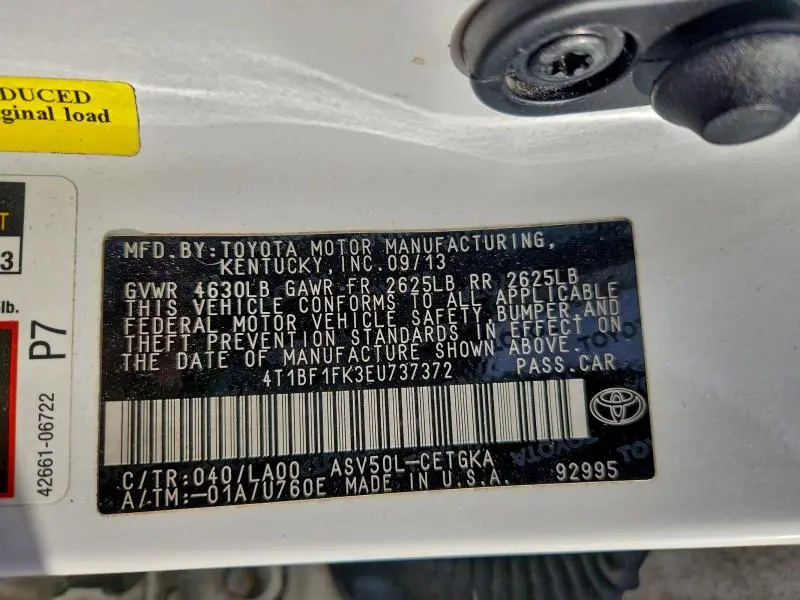 DUCED
ginal load
T
3
lb.
P7
42661-06722
MFD. BY: TOYOTA MOTOR MANUFACTURING,
KENTUCKY, INC. 09/13
GVWR 4630LB GAWR FR 2625LB RR 2625LB
THIS VEHICLE CONFORMS TO ALL APPLICABLE
FEDERAL MOTOR VEHICLE SAFETY, BUMPER, AND
THEFT PREVENTION STANDARDS IN EFFECT ON
THE DATE OF MANUFACTURE SHOWN ABOVE.
4T1BF1FK3EU737372 PASS. CAR
C/TR: 040/LA00 ASV50L-CETGKA
A/TM:-01A/U760E MADE IN U.S.A. 92995